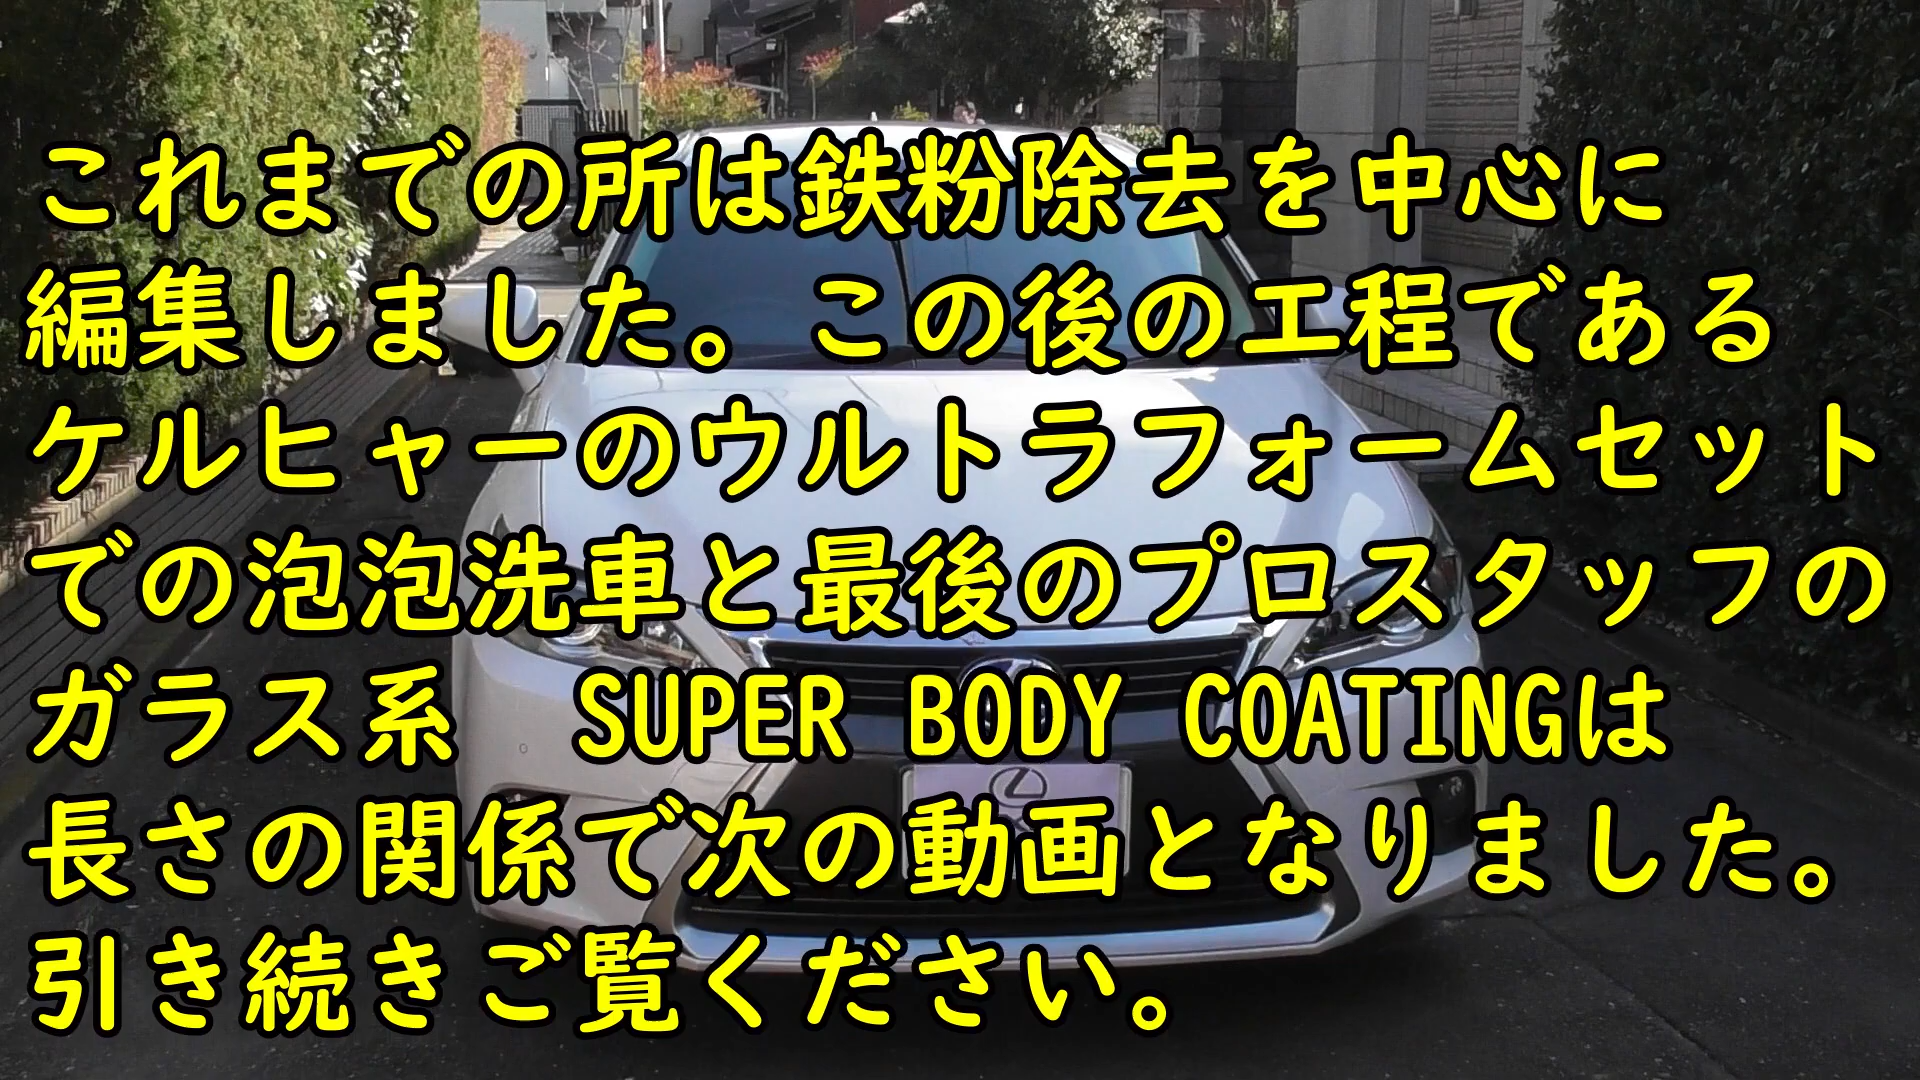 これまでの所は鉄粉除去を中心に
編集しました。この後の工程である
ケルヒャーのウルトラフォームセット
での泡泡洗車と最後のプロスタッフの
ガラス系　SUPER BODY COATINGは
長さの関係で次の動画となりました。
引き続きご覧ください。